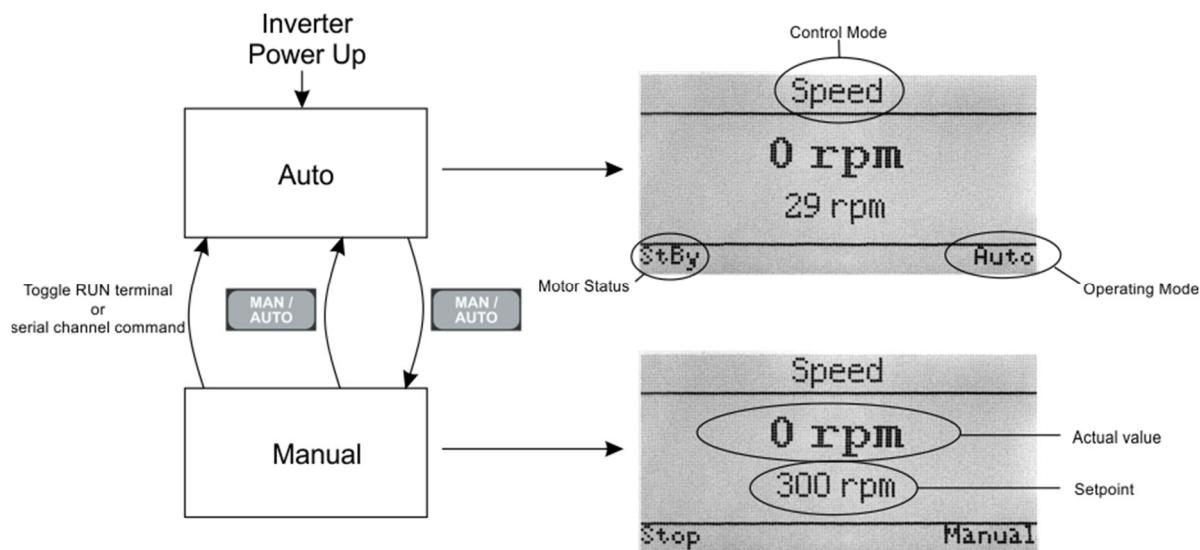 Inverter
Power Up
Control Mode
Speed
Auto
0 rpm
29 rpm
StBy
Auto
Motor Status
Operating Mode
Toggle RUN terminal
or
serial channel command
MAN /
AUTO
MAN /
AUTO
Speed
Manual
0 rpm
Actual value
300 rpm
Setpoint
Stop
Manual